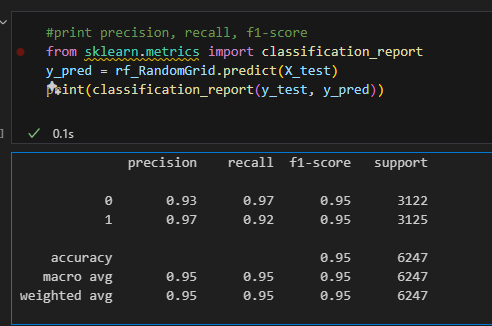 #print precision, recall, f1-score
from sklearn.metrics import classification_report
y_pred = rf_RandomGrid.predict(X_test)
print(classification_report(y_test, y_pred))
0.1s
precision recall f1-score support
0 0.93 0.97 0.95 3122
1 0.97 0.92 0.95 3125
accuracy 0.95 6247
macro avg 0.95 0.95 0.95 6247
weighted avg 0.95 0.95 0.95 6247